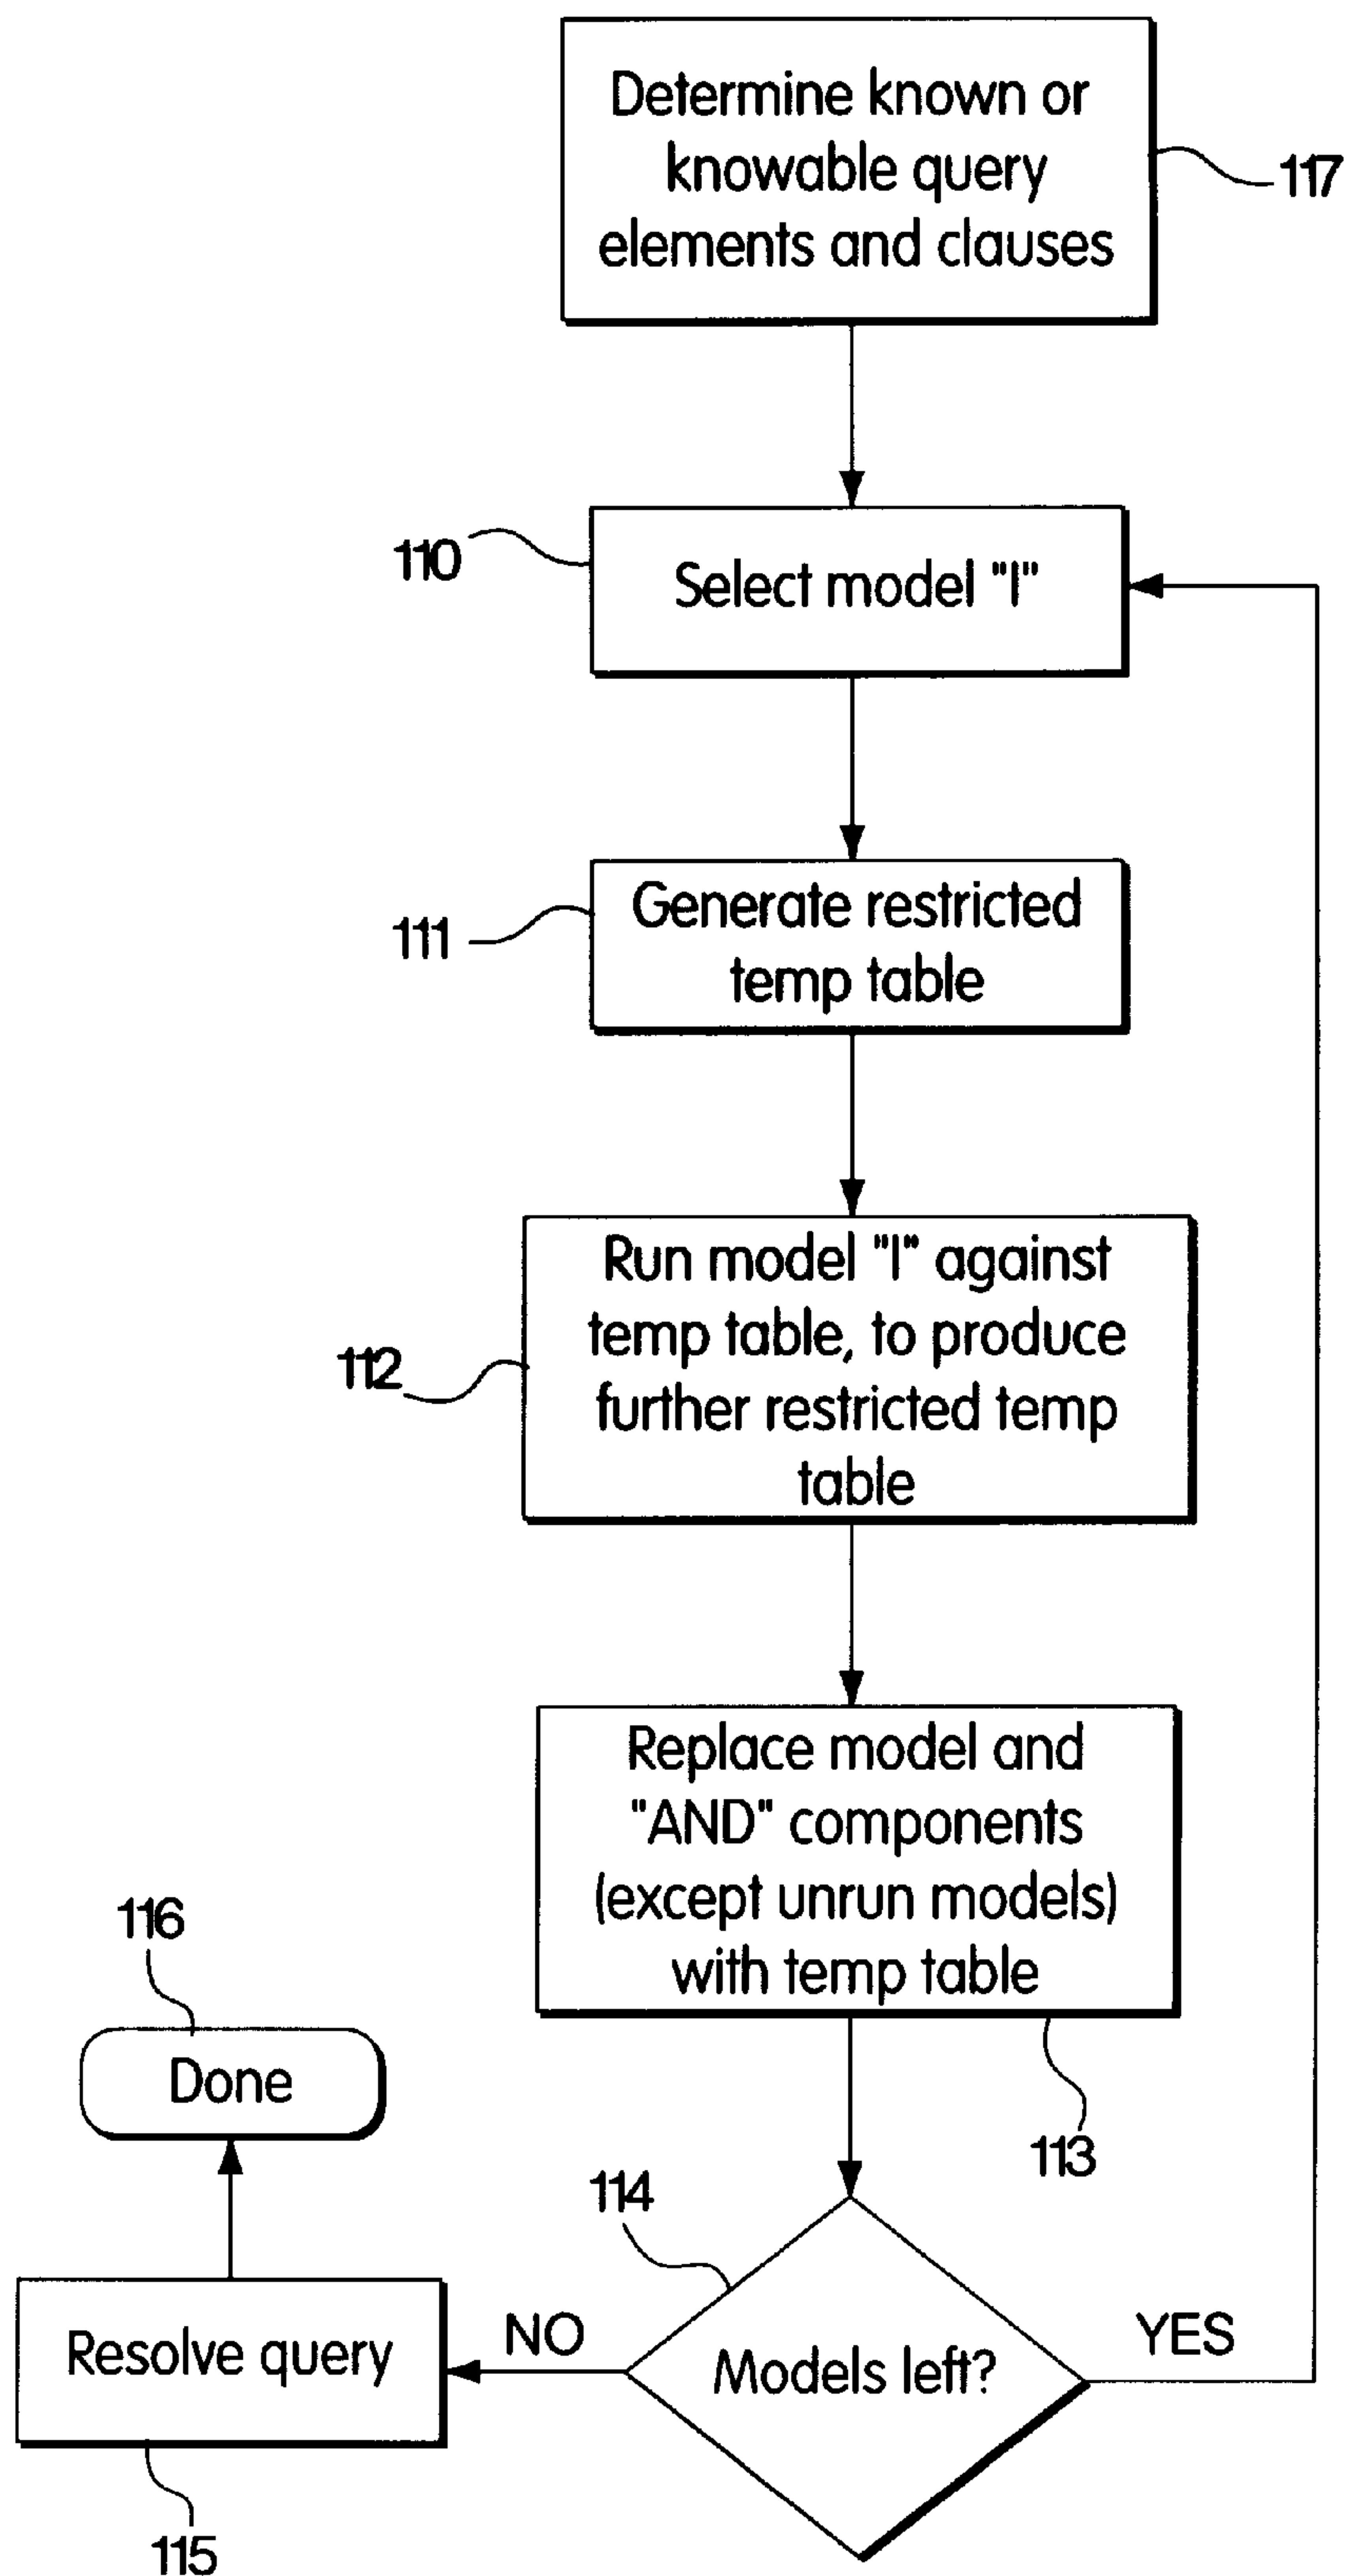 Determine known or
knowable query
elements and clauses
117
110
Select model "I"
111
Generate restricted
temp table
112
Run model "I" against
temp table, to produce
further restricted temp
table
Replace model and
"AND" components
(except unrun models)
with temp table
113
116
Done
114
Models left?
NO
YES
Resolve query
115